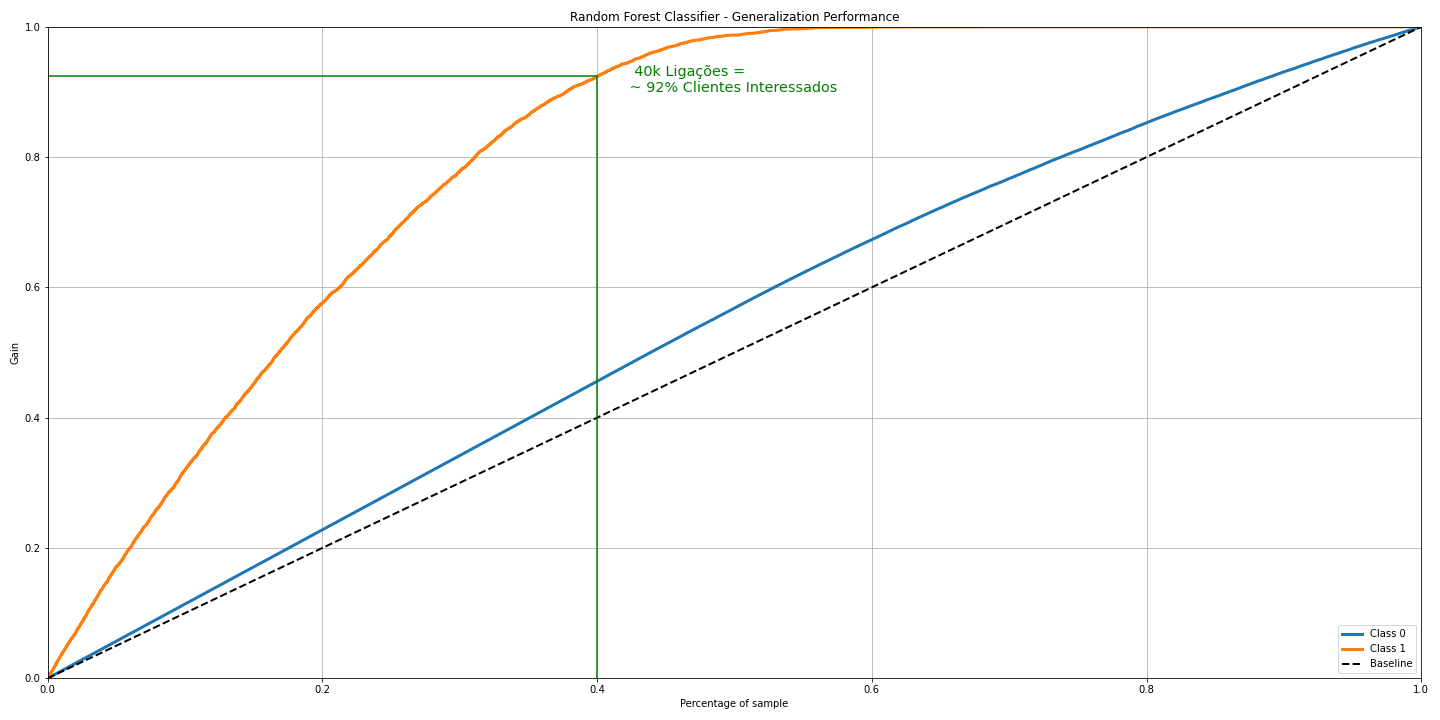 Random Forest Classifier - Generalization Performance
1.0
0.8
0.6
0.4
0.2
0.0
Gain
40k Ligações =
~ 92% Clientes Interessados
Class 0
Class 1
Baseline
0.0 0.2 0.4 0.6 0.8 1.0
Percentage of sample